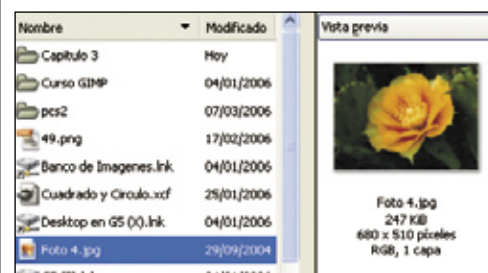 Nombre Modificado
Capitulo 3 Hoy
Curso GIMP 04/01/2006
pcs2 07/03/2006
49.png 17/02/2006
Banco de Imagenes.lnk 04/01/2006
Cuadrado y Circulo.xcf 25/01/2006
Desktop en G5 (X).lnk 04/01/2006
Foto 4.jpg 29/09/2004
Vista previa
Foto 4.jpg
247 KiB
680 x 510 píxeles
RGB, 1 capa